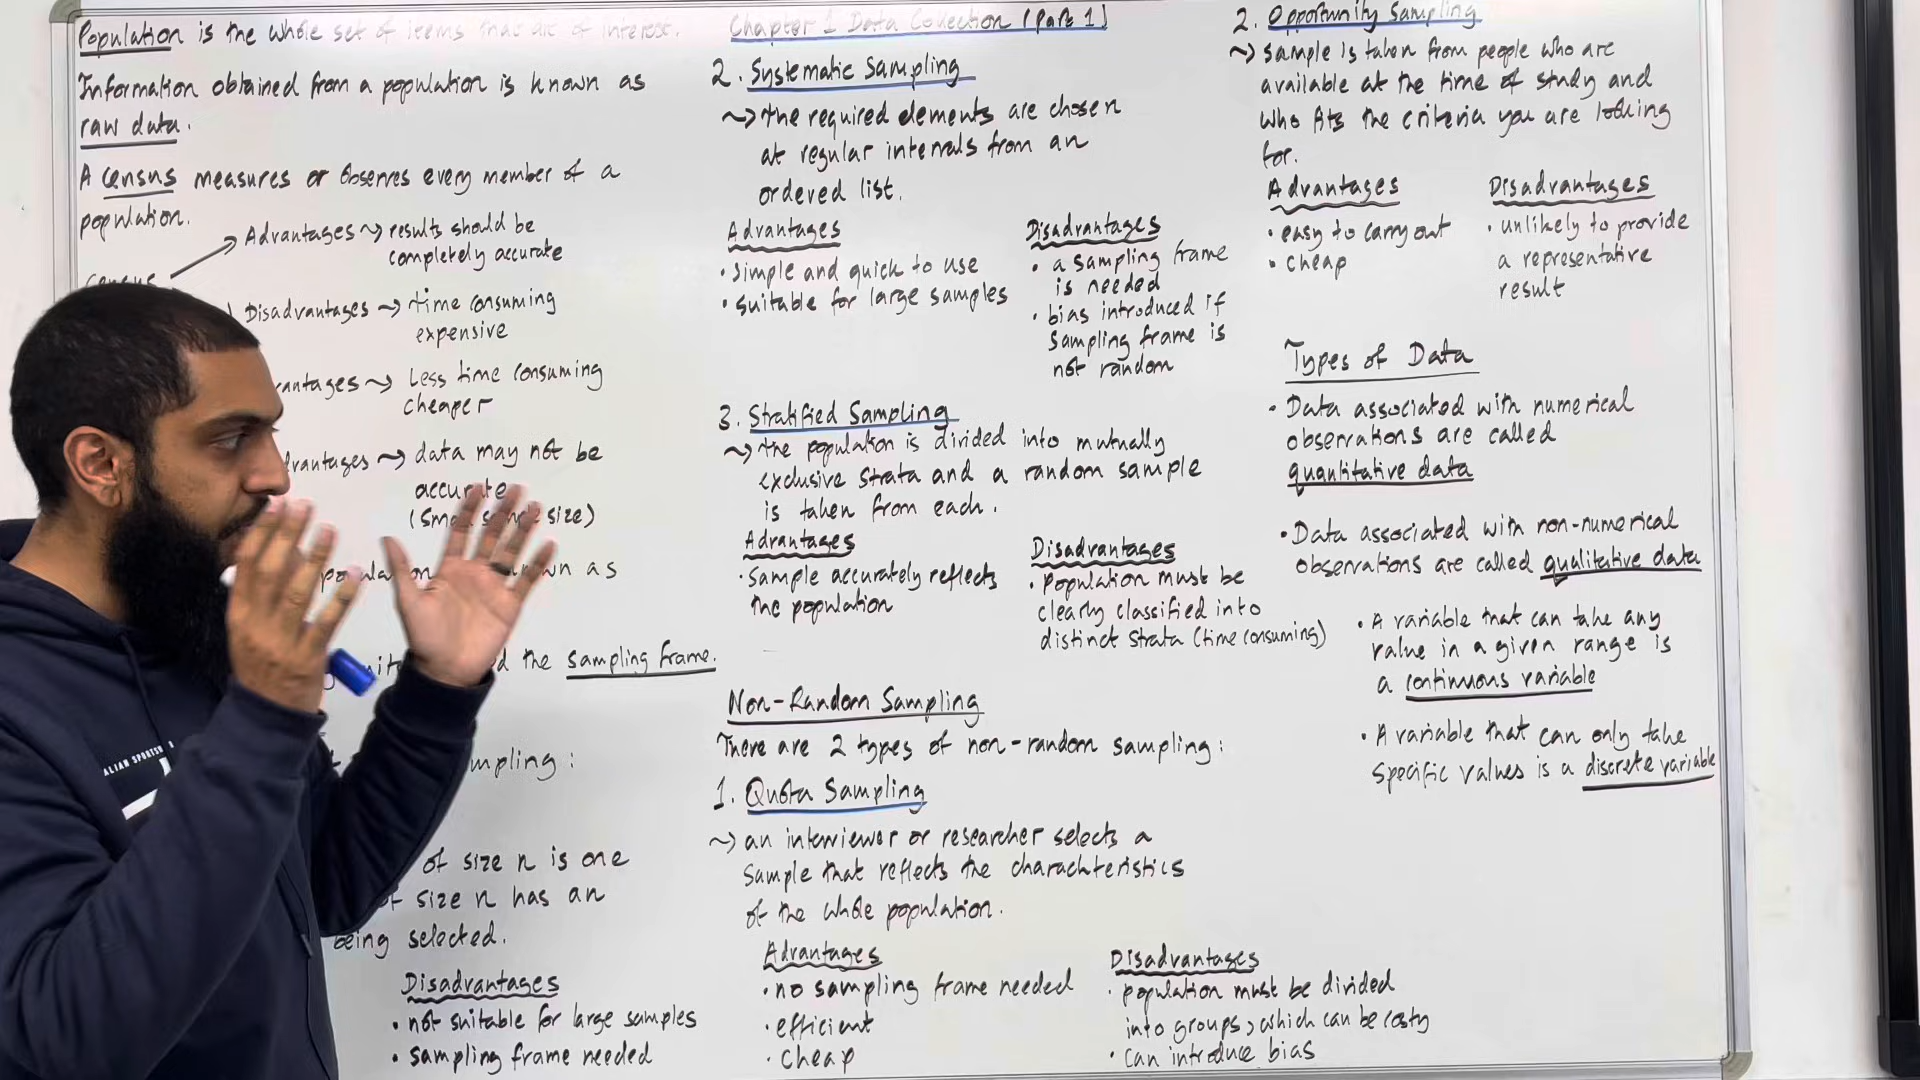 Population is the whole set of items that are of interest.
Information obtained from a population is known as
raw data.
A census measures or observes every member of a
population.
Advantages ~> results should be
completely accurate
Census
Disadvantages ~> time consuming
expensive
vantages ~> less time consuming
cheaper
dvantages ~> data may not be
accurate
(small sample size)
population known as
the sampling frame.
mpling :
of size n is one
of size n has an
being selected.
Disadvantages
• not suitable for large samples
• sampling frame needed
ALIAN SPORTS
Chapter 1 Data Collection (Part 1)
2. Systematic Sampling
~> the required elements are chosen
at regular intervals from an
ordered list.
Advantages
• simple and quick to use
• suitable for large samples
Disadvantages
• a sampling frame
is needed
• bias introduced if
sampling frame is
not random
3. Stratified Sampling
~> the population is divided into mutually
exclusive strata and a random sample
is taken from each.
Advantages
• sample accurately reflects
the population
Disadvantages
• population must be
clearly classified into
distinct strata (time consuming)
Non-Random Sampling
There are 2 types of non-random sampling :
1. Quota Sampling
~> an interviewer or researcher selects a
sample that reflects the charachteristics
of the whole population.
Advantages
• no sampling frame needed
• efficient
• cheap
Disadvantages
• population must be divided
into groups, which can be costy
• can introduce bias
2. Opportunity Sampling
~> sample is taken from people who are
available at the time of study and
who fits the criteria you are looking
for.
Advantages
• easy to carry out
• cheap
Disadvantages
• unlikely to provide
a representative
result
Types of Data
• Data associated with numerical
observations are called
quantitative data
• Data associated with non-numerical
observations are called qualitative data
• A variable that can take any
value in a given range is
a continuous variable
• A variable that can only take
specific values is a discrete variable